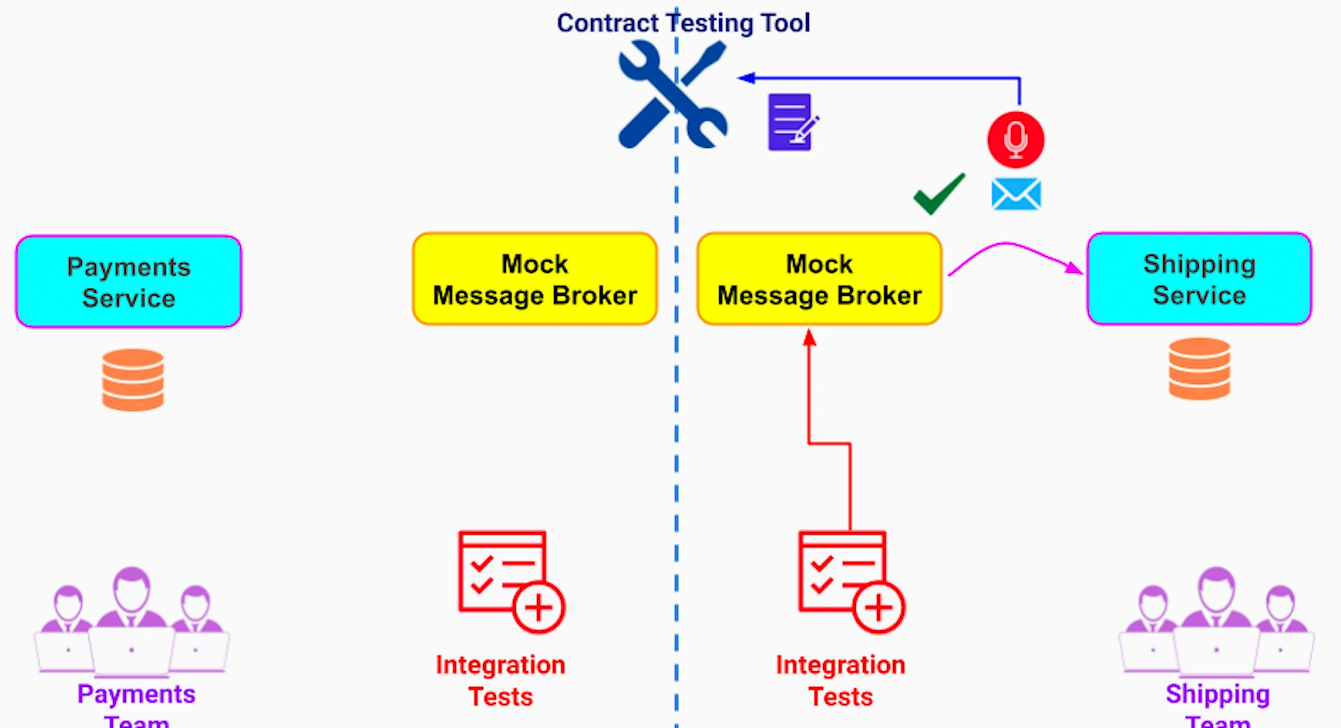 Contract Testing Tool
Payments
Service
Mock
Message Broker
Mock
Message Broker
Shipping
Service
Integration
Tests
Integration
Tests
Payments
Team
Shipping
Team